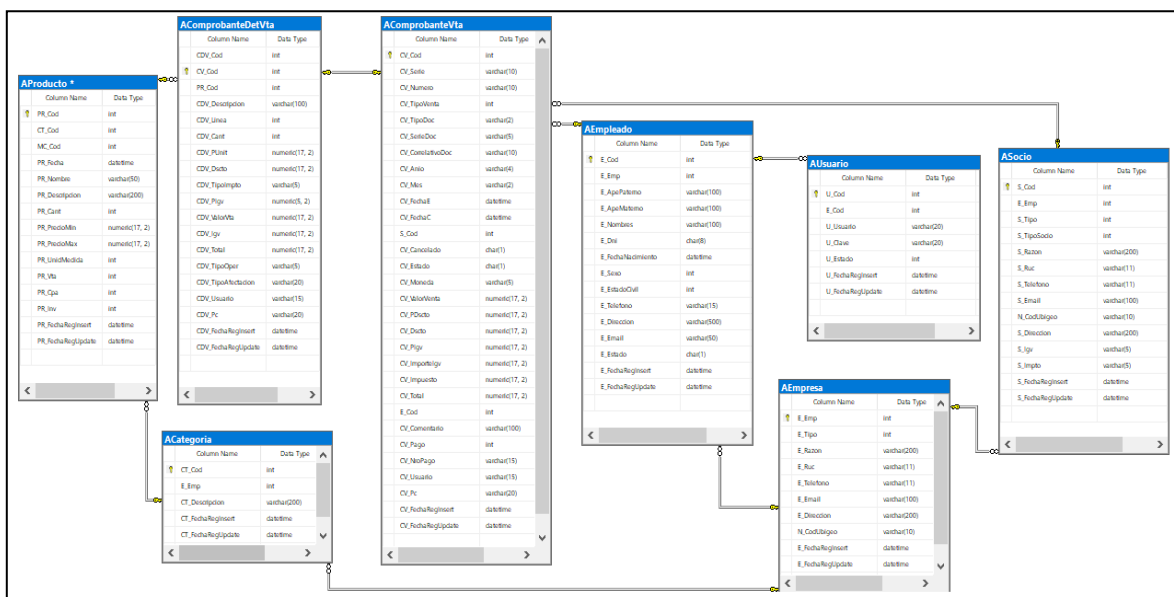 AProducto *
Column Name Data Type
PR_Cod int
CT_Cod int
MC_Cod int
PR_Fecha datetime
PR_Nombre varchar(50)
PR_Descripcion varchar(200)
PR_Cant int
PR_PrecioMin numeric(17, 2)
PR_PrecioMax numeric(17, 2)
PR_UnidMedida int
PR_Vta int
PR_Cpa int
PR_Inv int
PR_FechaRegInsert datetime
PR_FechaRegUpdate datetime
AComprobanteDetVta
Column Name Data Type
CDV_Cod int
CV_Cod int
PR_Cod int
CDV_Descripcion varchar(100)
CDV_Linea int
CDV_Cant int
CDV_PUnit numeric(17, 2)
CDV_Dscto numeric(17, 2)
CDV_TipoImpto varchar(5)
CDV_PIgv numeric(5, 2)
CDV_ValorVta numeric(17, 2)
CDV_Igv numeric(17, 2)
CDV_Total numeric(17, 2)
CDV_TipoOper varchar(5)
CDV_TipoAfectacion varchar(20)
CDV_Usuario varchar(15)
CDV_Pc varchar(20)
CDV_FechaRegInsert datetime
CDV_FechaRegUpdate datetime
AComprobanteVta
Column Name Data Type
CV_Cod int
CV_Serie varchar(10)
CV_Numero varchar(10)
CV_TipoVenta int
CV_TipoDoc varchar(2)
CV_SerieDoc varchar(5)
CV_CorrelativoDoc varchar(10)
CV_Anio varchar(4)
CV_Mes varchar(2)
CV_FechaE datetime
CV_FechaC datetime
S_Cod int
CV_Cancelado char(1)
CV_Estado char(1)
CV_Moneda varchar(5)
CV_ValorVenta numeric(17, 2)
CV_PDscto numeric(17, 2)
CV_Dscto numeric(17, 2)
CV_PIgv numeric(17, 2)
CV_ImporteIgv numeric(17, 2)
CV_Impuesto numeric(17, 2)
CV_Total numeric(17, 2)
E_Cod int
CV_Comentario varchar(100)
CV_Pago int
CV_NroPago varchar(15)
CV_Usuario varchar(15)
CV_Pc varchar(20)
CV_FechaRegInsert datetime
CV_FechaRegUpdate datetime
AEmpleado
Column Name Data Type
E_Cod int
E_Emp int
E_ApePaterno varchar(100)
E_ApeMaterno varchar(100)
E_Nombres varchar(100)
E_Dni char(8)
E_FechaNacimiento datetime
E_Sexo int
E_EstadoCivil int
E_Telefono varchar(15)
E_Direccion varchar(500)
E_Email varchar(50)
E_Estado char(1)
E_FechaRegInsert datetime
E_FechaRegUpdate datetime
AUsuario
Column Name Data Type
U_Cod int
E_Cod int
U_Usuario varchar(20)
U_Clave varchar(20)
U_Estado int
U_FechaRegInsert datetime
U_FechaRegUpdate datetime
ASocio
Column Name Data Type
S_Cod int
E_Emp int
S_Tipo int
S_TipoSocio int
S_Razon varchar(200)
S_Ruc varchar(11)
S_Telefono varchar(11)
S_Email varchar(100)
N_CodUbigeo varchar(10)
S_Direccion varchar(200)
S_Igv varchar(5)
S_Impto varchar(5)
S_FechaRegInsert datetime
S_FechaRegUpdate datetime
ACategoria
Column Name Data Type
CT_Cod int
E_Emp int
CT_Descripcion varchar(200)
CT_FechaRegInsert datetime
CT_FechaRegUpdate datetime
AEmpresa
Column Name Data Type
E_Emp int
E_Tipo int
E_Razon varchar(200)
E_Ruc varchar(11)
E_Telefono varchar(11)
E_Email varchar(100)
E_Direccion varchar(200)
N_CodUbigeo varchar(10)
E_FechaRegInsert datetime
E_FechaRegUpdate datetime